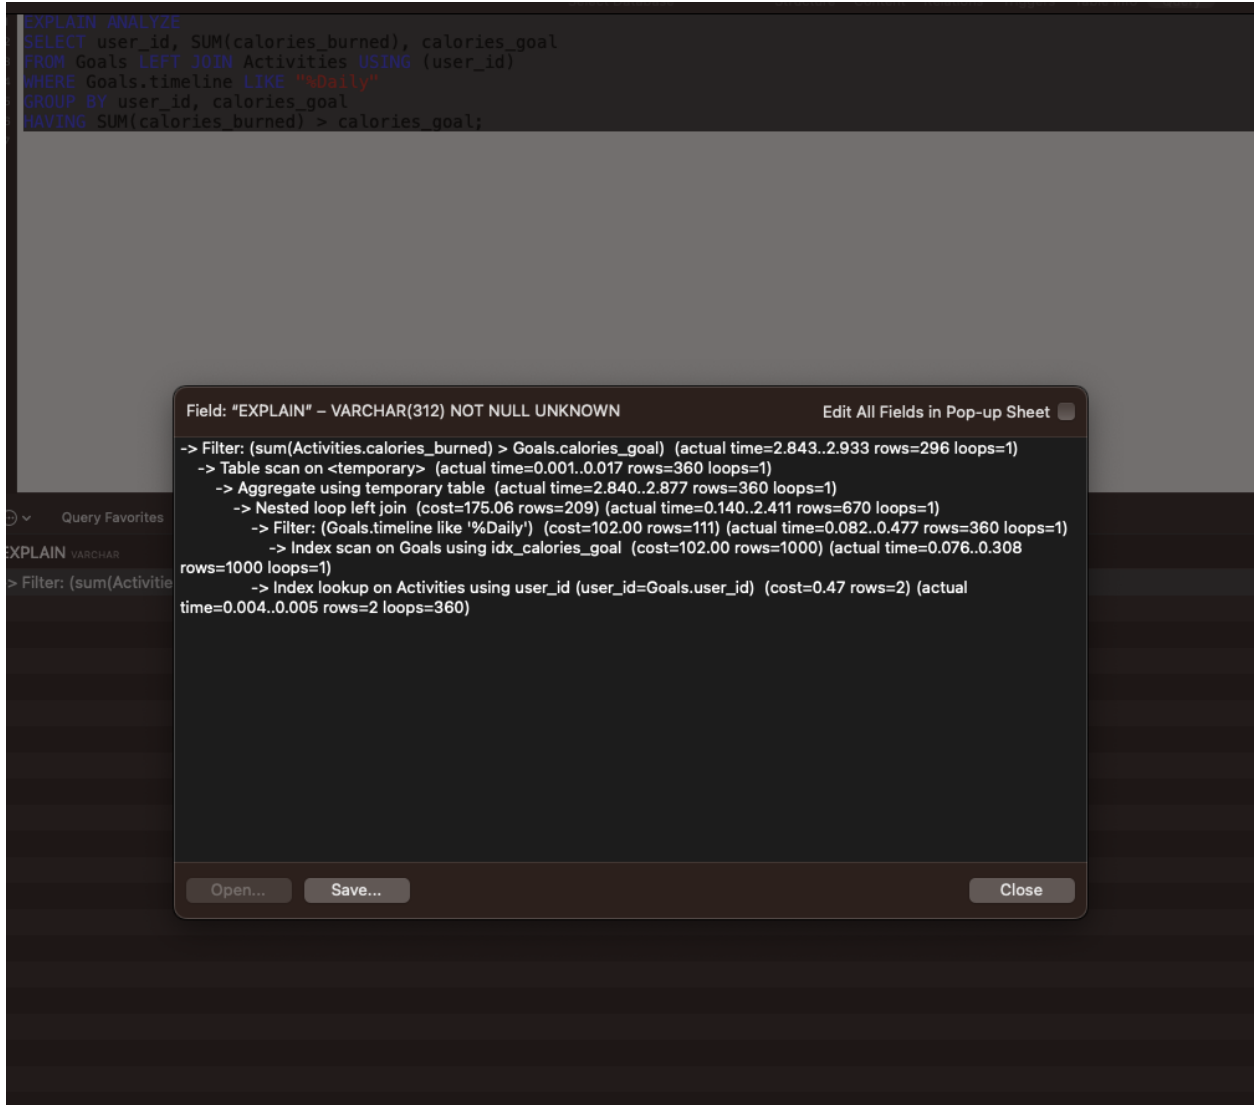 EXPLAIN ANALYZE
SELECT user_id, SUM(calories_burned), calories_goal
FROM Goals LEFT JOIN Activities USING (user_id)
WHERE Goals.timeline LIKE "%Daily"
GROUP BY user_id, calories_goal
HAVING SUM(calories_burned) > calories_goal;
Field: “EXPLAIN” – VARCHAR(312) NOT NULL UNKNOWN
Edit All Fields in Pop-up Sheet
-> Filter: (sum(Activities.calories_burned) > Goals.calories_goal)  (actual time=2.843..2.933 rows=296 loops=1)
-> Table scan on <temporary>  (actual time=0.001..0.017 rows=360 loops=1)
-> Aggregate using temporary table  (actual time=2.840..2.877 rows=360 loops=1)
-> Nested loop left join  (cost=175.06 rows=209) (actual time=0.140..2.411 rows=670 loops=1)
-> Filter: (Goals.timeline like '%Daily')  (cost=102.00 rows=111) (actual time=0.082..0.477 rows=360 loops=1)
-> Index scan on Goals using idx_calories_goal  (cost=102.00 rows=1000) (actual time=0.076..0.308
rows=1000 loops=1)
-> Index lookup on Activities using user_id (user_id=Goals.user_id)  (cost=0.47 rows=2) (actual
time=0.004..0.005 rows=2 loops=360)
Query Favorites
EXPLAIN VARCHAR
> Filter: (sum(Activitie
Open...
Save...
Close